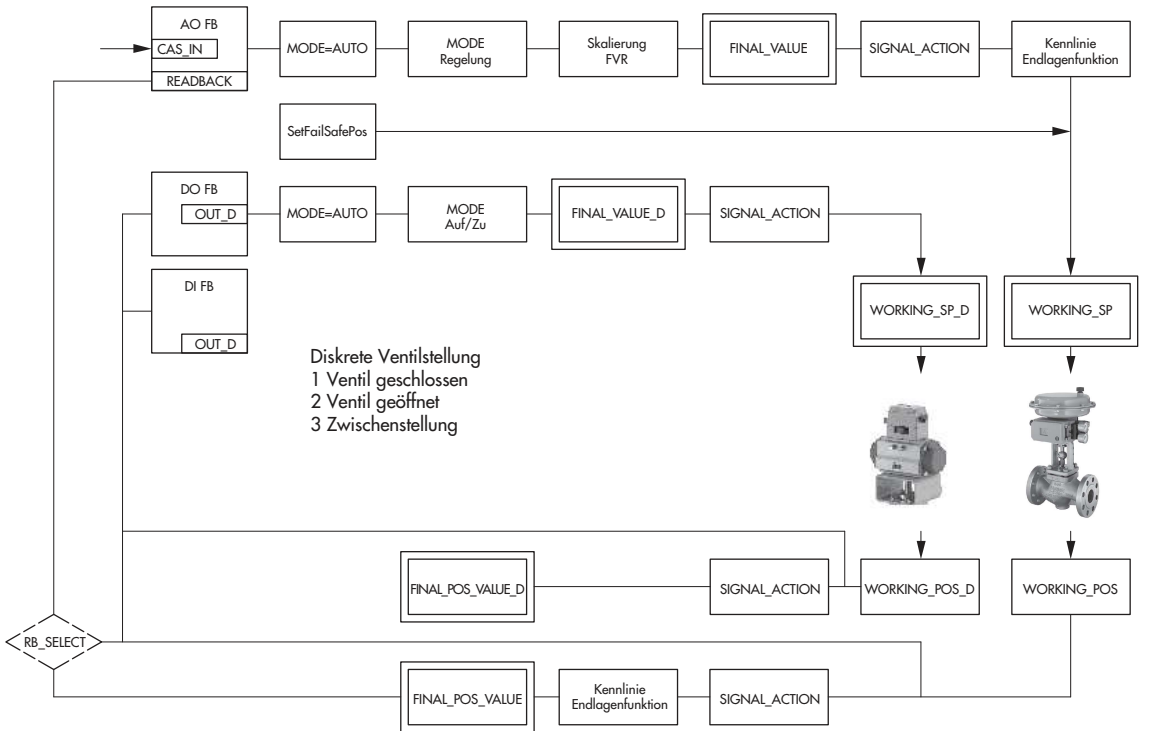 AO FB
CAS_IN
READBACK
MODE=AUTO
MODE
Regelung
Skalierung
FVR
FINAL_VALUE
SIGNAL_ACTION
Kennlinie
Endlagenfunktion
SetFailSafePos
DO FB
OUT_D
MODE=AUTO
MODE
Auf/Zu
FINAL_VALUE_D
SIGNAL_ACTION
DI FB
OUT_D
WORKING_SP_D
WORKING_SP
Diskrete Ventilstellung
1 Ventil geschlossen
2 Ventil geöffnet
3 Zwischenstellung
FINAL_POS_VALUE_D
SIGNAL_ACTION
WORKING_POS_D
WORKING_POS
RB_SELECT
FINAL_POS_VALUE
Kennlinie
Endlagenfunktion
SIGNAL_ACTION